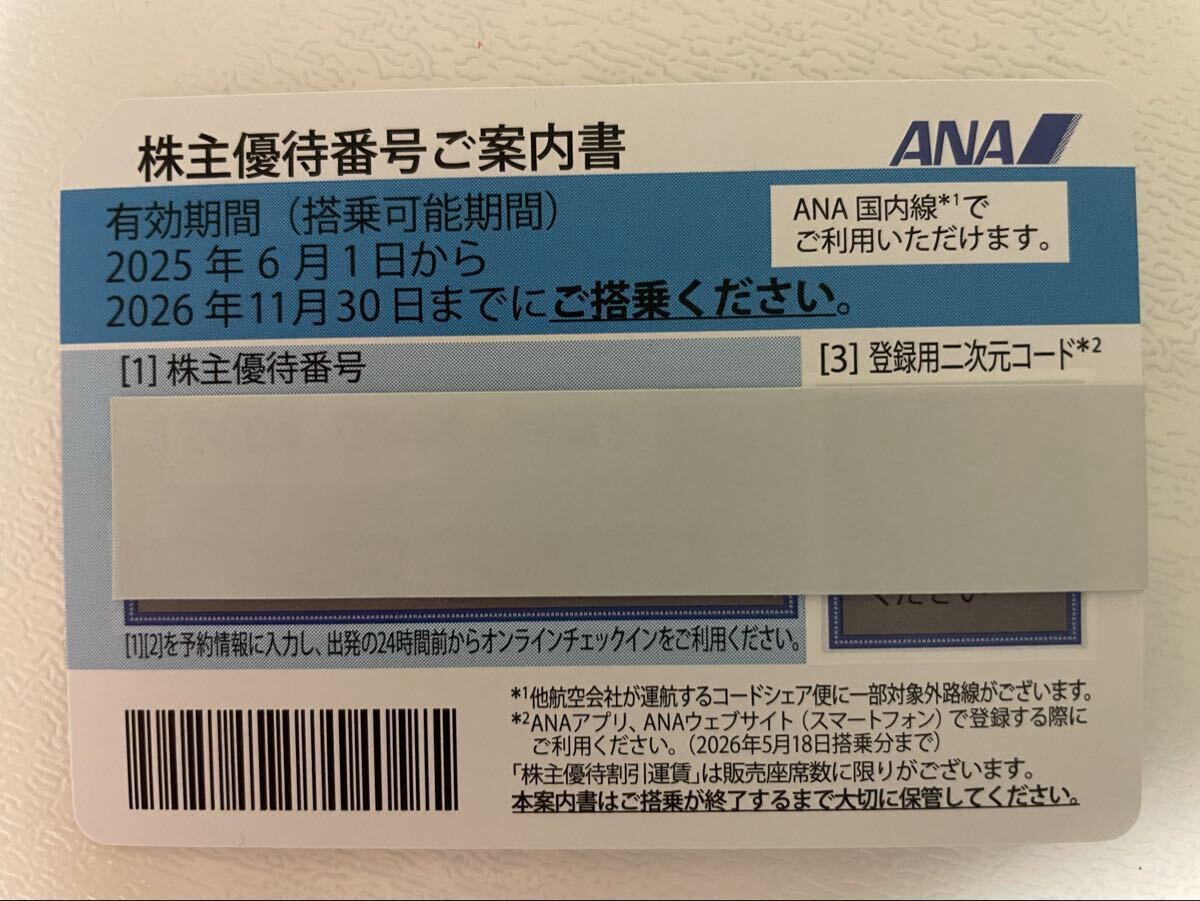 株主優待番号ご案内書
ANA
有効期間（搭乗可能期間）
2025年6月1日から
2026年11月30日までにご搭乗ください。
ANA国内線*1で
ご利用いただけます。
[1] 株主優待番号
[3] 登録用二次元コード*2
ください
[1][2]を予約情報に入力し、出発の24時間前からオンラインチェックインをご利用ください。
*1他航空会社が運航するコードシェア便に一部対象外路線がございます。
*2ANAアプリ、ANAウェブサイト（スマートフォン）で登録する際に
ご利用ください。（2026年5月18日搭乗分まで）
「株主優待割引運賃」は販売座席数に限りがございます。
本案内書はご搭乗が終了するまで大切に保管してください。